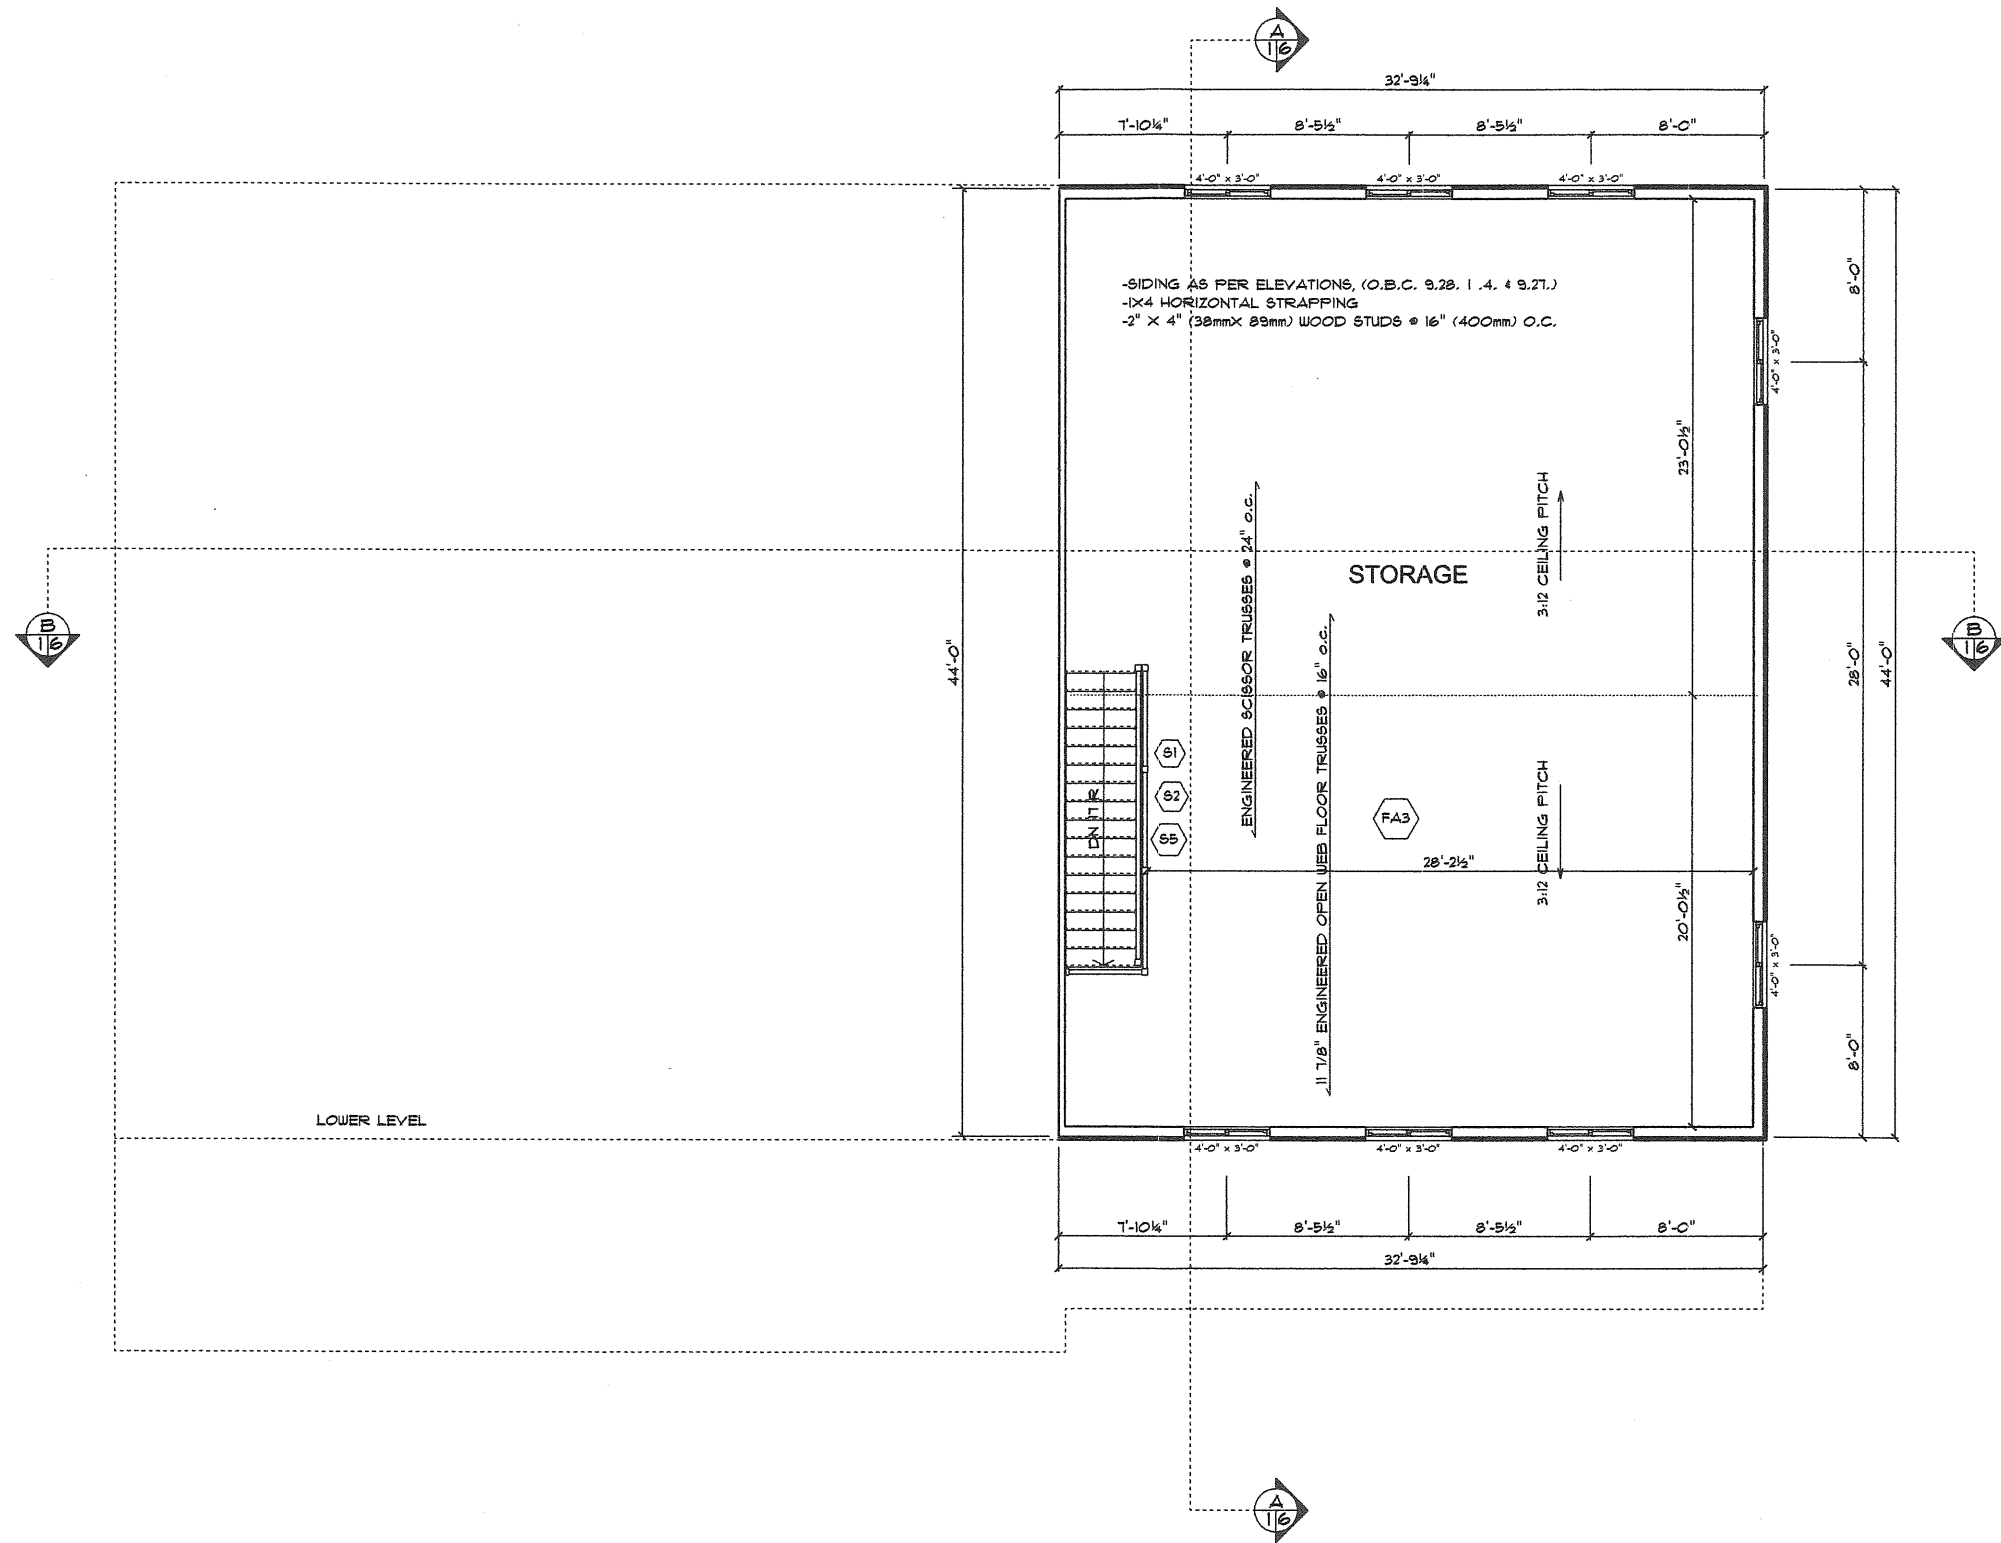 A
1 6
32'-9¼"
7'-10¼" 8'-5½" 8'-5½" 8'-0"
4'-0" x 3'-0" 4'-0" x 3'-0" 4'-0" x 3'-0"
-SIDING AS PER ELEVATIONS, (O.B.C. 9.28. 1 .4. & 9.27.)
-1X4 HORIZONTAL STRAPPING
-2" X 4" (38mmX 89mm) WOOD STUDS @ 16" (400mm) O.C.
8'-0"
4'-0" x 3'-0"
23'-0½"
3:12 CEILING PITCH
ENGINEERED SCISSOR TRUSSES @ 24" O.C.
STORAGE
B
1 6
B
1 6
44'-0"
28'-0"
44'-0"
11 7/8" ENGINEERED OPEN WEB FLOOR TRUSSES @ 16" O.C.
S1
S2
S5
DN 17 R
FA3
3:12 CEILING PITCH
28'-2½"
20'-0½"
4'-0" x 3'-0"
8'-0"
LOWER LEVEL
4'-0" x 3'-0" 4'-0" x 3'-0" 4'-0" x 3'-0"
7'-10¼" 8'-5½" 8'-5½" 8'-0"
32'-9¼"
A
1 6